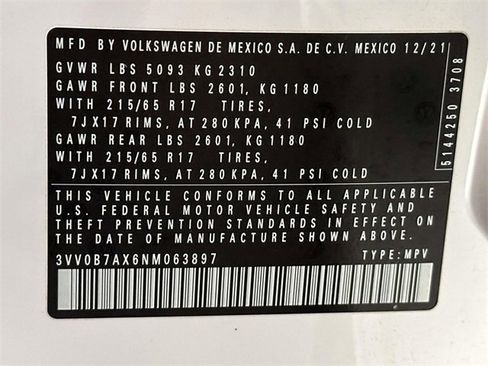 MFD BY VOLKSWAGEN DE MEXICO S.A. DE C.V. MEXICO 12/21
GVWR LBS 5093 KG 2310
GAWR FRONT LBS 2601, KG 1180
WITH 215/65 R17 TIRES,
7JX17 RIMS, AT 280 KPA, 41 PSI COLD
GAWR REAR LBS 2601, KG 1180
WITH 215/65 R17 TIRES,
7JX17 RIMS, AT 280 KPA, 41 PSI COLD
THIS VEHICLE CONFORMS TO ALL APPLICABLE
U.S. FEDERAL MOTOR VEHICLE SAFETY AND
THEFT PREVENTION STANDARDS IN EFFECT ON
THE DATE OF MANUFACTURE SHOWN ABOVE.
3VV0B7AX6NM063897 TYPE: MPV
5144250 3708